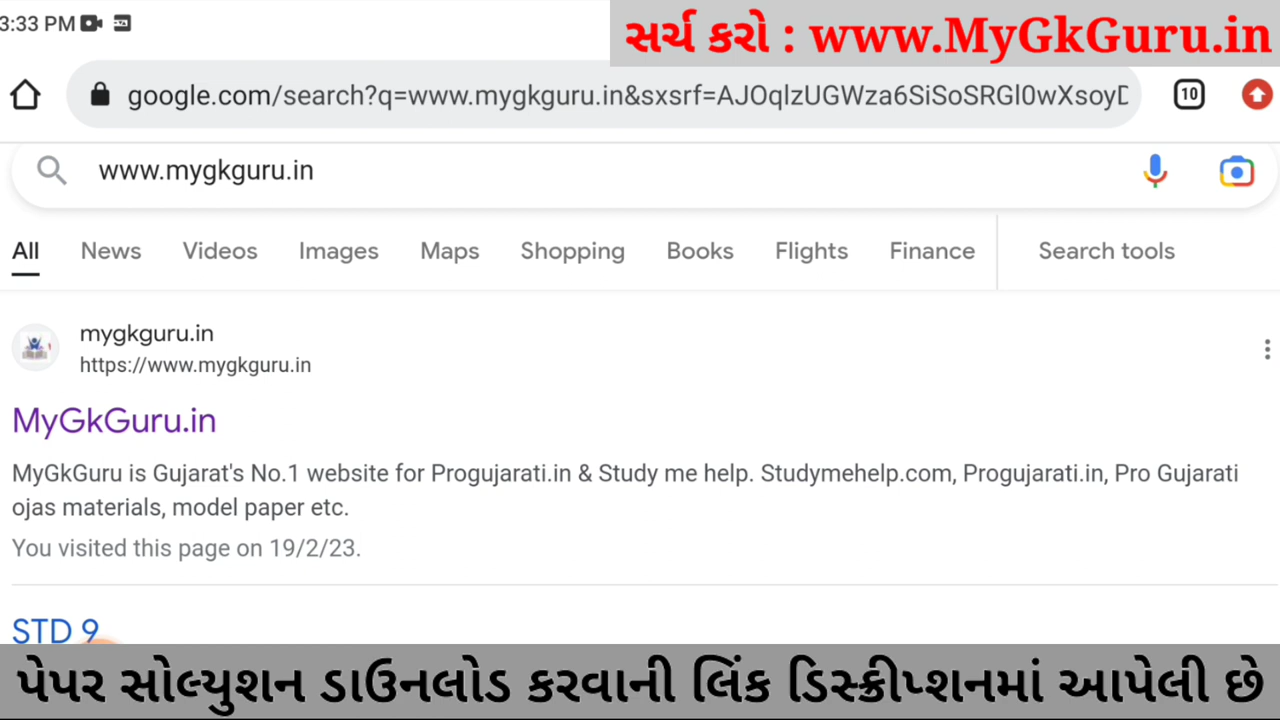 3:33 PM
સર્ચ કરો : www.MyGkGuru.in
google.com/search?q=www.mygkguru.in&sxsrf=AJOqlzUGWza6SiSoSRGl0wXsoyD
10
www.mygkguru.in
All News Videos Images Maps Shopping Books Flights Finance Search tools
mygkguru.in
https://www.mygkguru.in
MyGkGuru.in
MyGkGuru is Gujarat's No.1 website for Progujarati.in & Study me help. Studymehelp.com, Progujarati.in, Pro Gujarati
ojas materials, model paper etc.
You visited this page on 19/2/23.
STD 9
પેપર સોલ્યુશન ડાઉનલોડ કરવાની લિંક ડિસ્ક્રીપ્શનમાં આપેલી છે